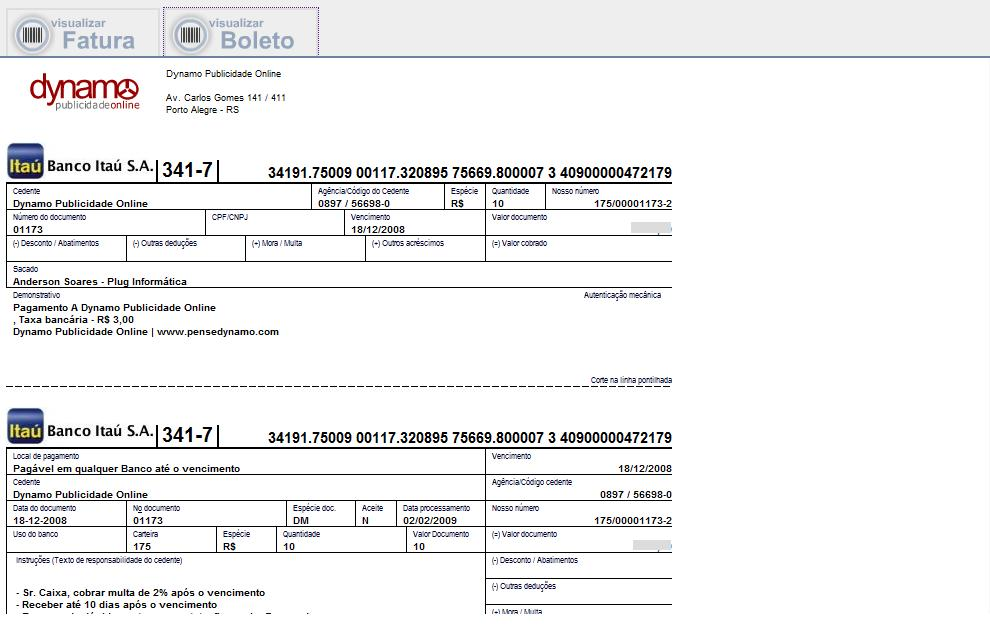 visualizar
Fatura
visualizar
Boleto
dynamo
publicidadeonline
Dynamo Publicidade Online
Av. Carlos Gomes 141 / 411
Porto Alegre - RS
Itaú Banco Itaú S.A. 341-7 34191.75009 00117.320895 75669.800007 3 40900000472179
Cedente Agência/Código do Cedente Espécie Quantidade Nosso número
Dynamo Publicidade Online 0897 / 56698-0 R$ 10 175/00001173-2
Número do documento CPF/CNPJ Vencimento Valor documento
01173 18/12/2008
(-) Desconto / Abatimentos (-) Outras deduções (+) Mora / Multa (+) Outros acréscimos (=) Valor cobrado
Sacado
Anderson Soares - Plug Informática
Demonstrativo Autenticação mecânica
Pagamento A Dynamo Publicidade Online
, Taxa bancária - R$ 3,00
Dynamo Publicidade Online | www.pensedynamo.com
Corte na linha pontilhada
Itaú Banco Itaú S.A. 341-7 34191.75009 00117.320895 75669.800007 3 40900000472179
Local de pagamento Vencimento
Pagável em qualquer Banco até o vencimento 18/12/2008
Cedente Agência/Código cedente
Dynamo Publicidade Online 0897 / 56698-0
Data do documento No documento Espécie doc. Aceite Data processamento Nosso número
18-12-2008 01173 DM N 02/02/2009 175/00001173-2
Uso do banco Carteira Espécie Quantidade Valor Documento (=) Valor documento
175 R$ 10 10
Instruções (Texto de responsabilidade do cedente) (-) Desconto / Abatimentos
(-) Outras deduções
- Sr. Caixa, cobrar multa de 2% após o vencimento
- Receber até 10 dias após o vencimento
(+) Mora / Multa